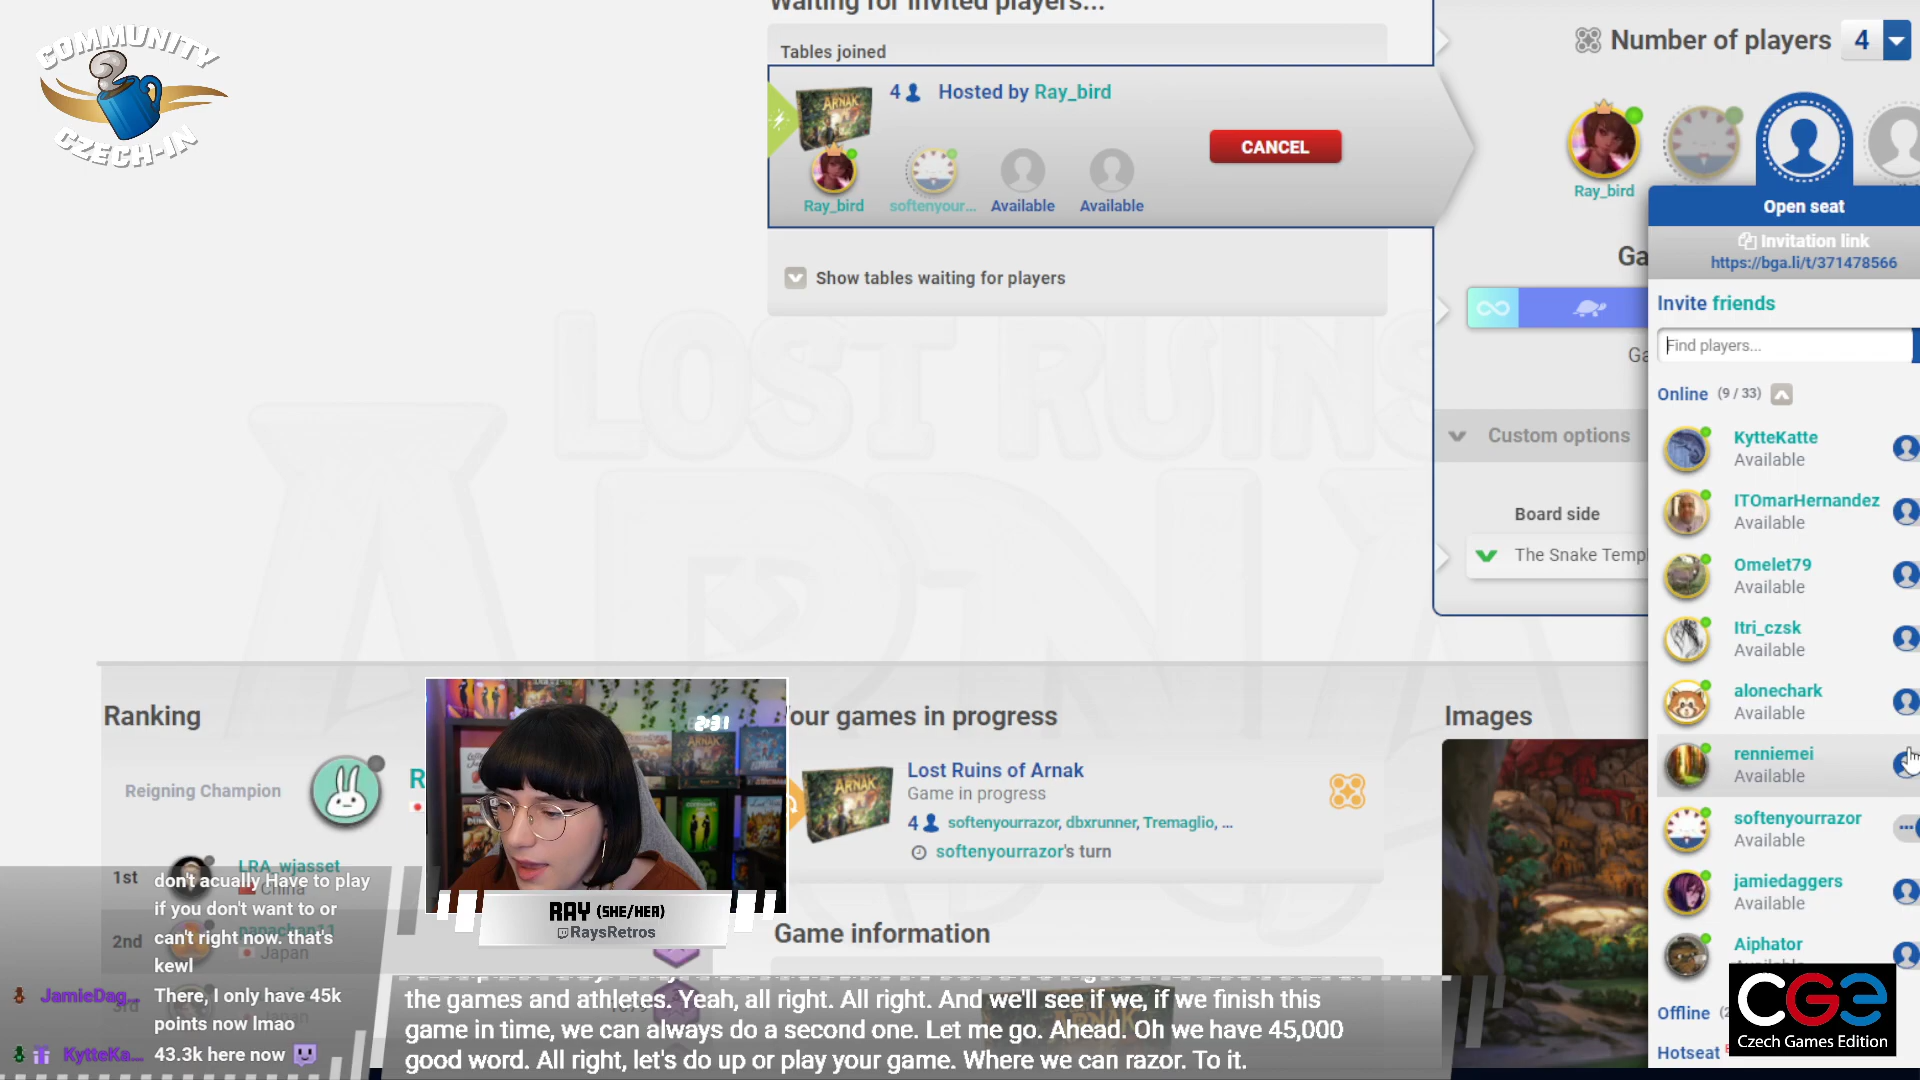 COMMUNITY
CZECH-IN
Waiting for invited players...
Tables joined
4 Hosted by Ray_bird
CANCEL
Ray_bird softenyour... Available Available
Show tables waiting for players
Number of players 4
Ray_bird
Open seat
Invitation link
https://bga.li/t/371478566
Invite friends
Find players...
Online (9 / 33)
KytteKatte
Available
ITOmarHernandez
Available
Omelet79
Available
ltri_czsk
Available
alonechark
Available
renniemei
Available
softenyourrazor
Available
jamiedaggers
Available
Aiphator
Offline
Hotseat
Custom options
Board side
The Snake Temp
LOST RUINS
Ranking
Reigning Champion
1st LRA_wjasset
China
2nd
Japan
Your games in progress
Lost Ruins of Arnak
Game in progress
4 softenyourrazor, dbxrunner, Tremaglio, ...
softenyourrazor's turn
Game information
Images
2:31
RAY (SHE/HER)
RaysRetros
don't acually Have to play
if you don't want to or
can't right now. that's
kewl
JamieDag... There, I only have 45k
points now lmao
KytteKa... 43.3k here now
the games and athletes. Yeah, all right. All right. And we'll see if we, if we finish this
game in time, we can always do a second one. Let me go. Ahead. Oh we have 45,000
good word. All right, let's do up or play your game. Where we can razor. To it.
CGE
Czech Games Edition